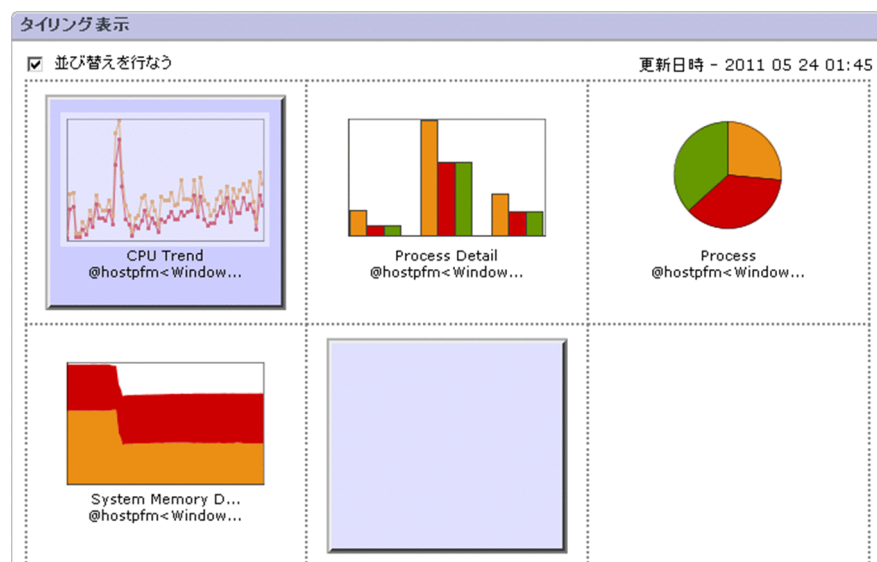 タイリング表示
並び替えを行なう
更新日時 - 2011 05 24 01:45
CPU Trend
@hostpfm<Window...
Process Detail
@hostpfm<Window...
Process
@hostpfm<Window...
System Memory D...
@hostpfm<Window...